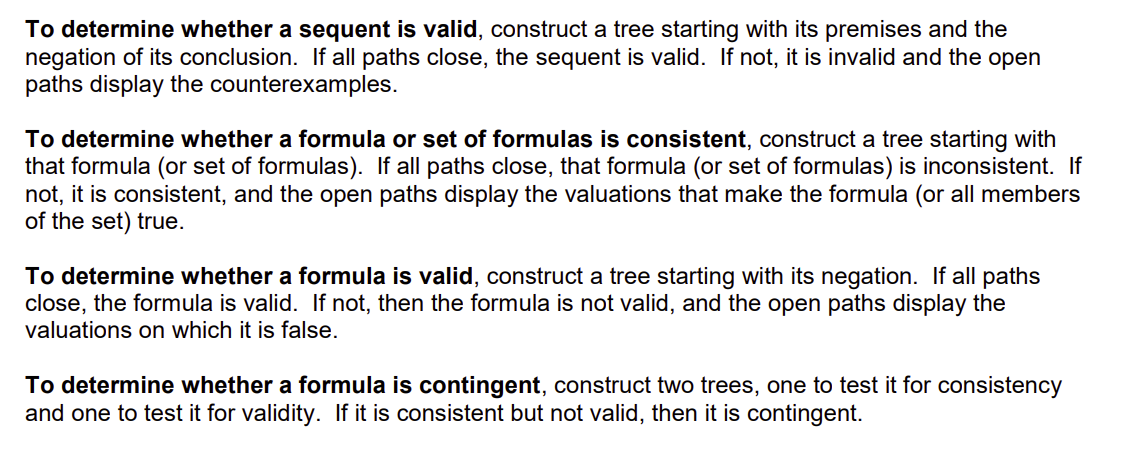 To determine whether a sequent is valid, construct a tree starting with its premises and the
negation of its conclusion.  If all paths close, the sequent is valid.  If not, it is invalid and the open
paths display the counterexamples.
To determine whether a formula or set of formulas is consistent, construct a tree starting with
that formula (or set of formulas).  If all paths close, that formula (or set of formulas) is inconsistent.  If
not, it is consistent, and the open paths display the valuations that make the formula (or all members
of the set) true.
To determine whether a formula is valid, construct a tree starting with its negation.  If all paths
close, the formula is valid.  If not, then the formula is not valid, and the open paths display the
valuations on which it is false.
To determine whether a formula is contingent, construct two trees, one to test it for consistency
and one to test it for validity.  If it is consistent but not valid, then it is contingent.